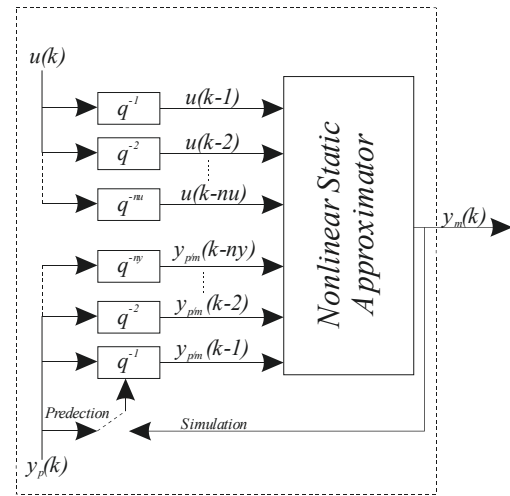 u(k)
q^-1 u(k-1)
q^-2 u(k-2)
q^-nu u(k-nu)
Nonlinear Static
Approximator
y_m(k)
q^-ny y_p/m(k-ny)
q^-2 y_p/m(k-2)
q^-1 y_p/m(k-1)
Predection
Simulation
y_p(k)